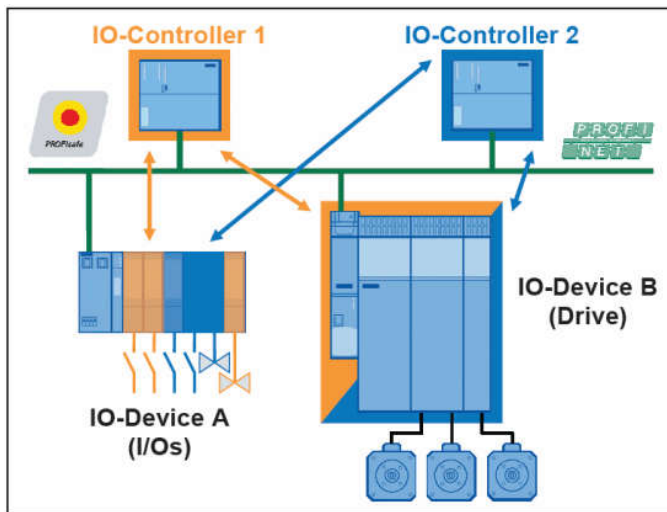 IO-Controller 1
IO-Controller 2
PROFIsafe
PROFI
NET
IO-Device B
(Drive)
IO-Device A
(I/Os)